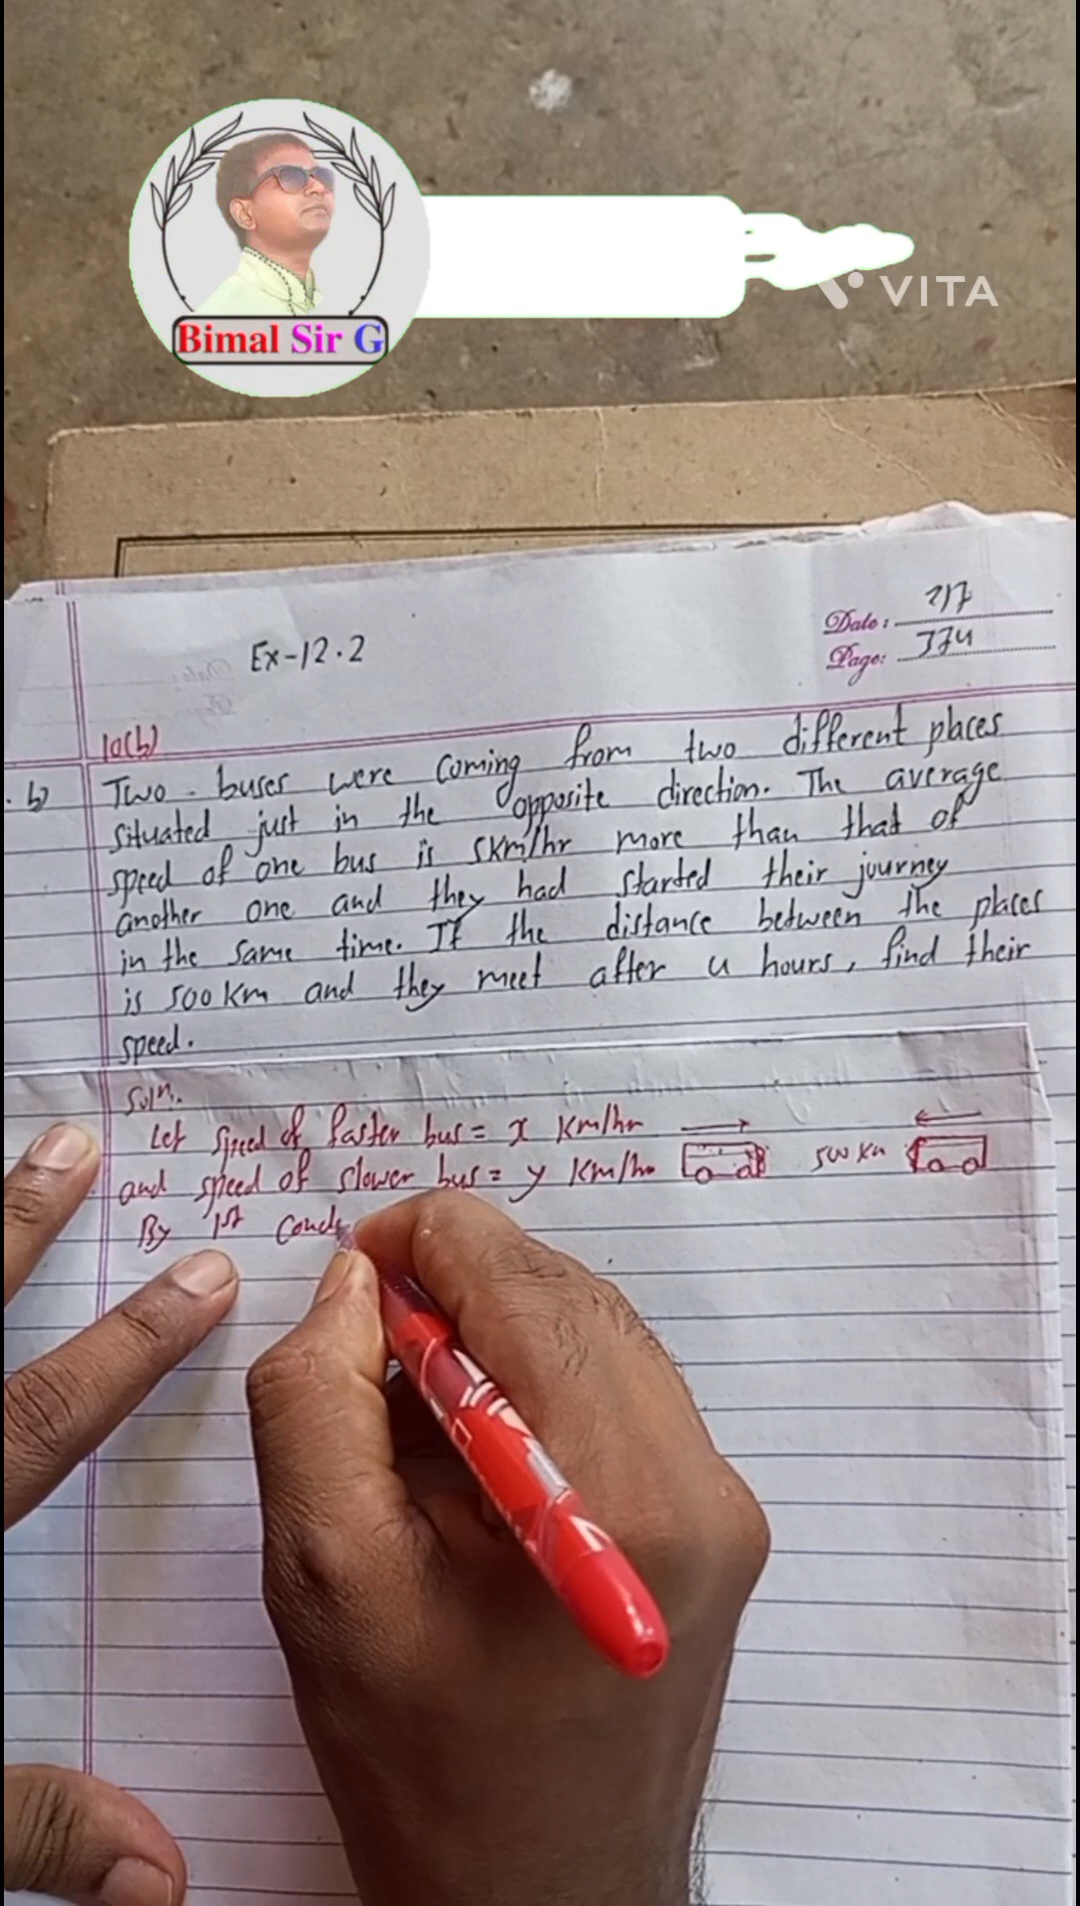 Bimal Sir G
VITA
Ex-12.2
Date: 217
Page: 374
10(b)
b) Two buses were coming from two different places
situated just in the opposite direction. The average
speed of one bus is 5km/hr more than that of
another one and they had started their journey
in the same time. If the distance between the places
is 500 Km and they meet after 4 hours, find their
speed.
Soln.
Let speed of faster bus = x Km/hr
and speed of slower bus = y Km/hr 500 Km
By 1st Cond